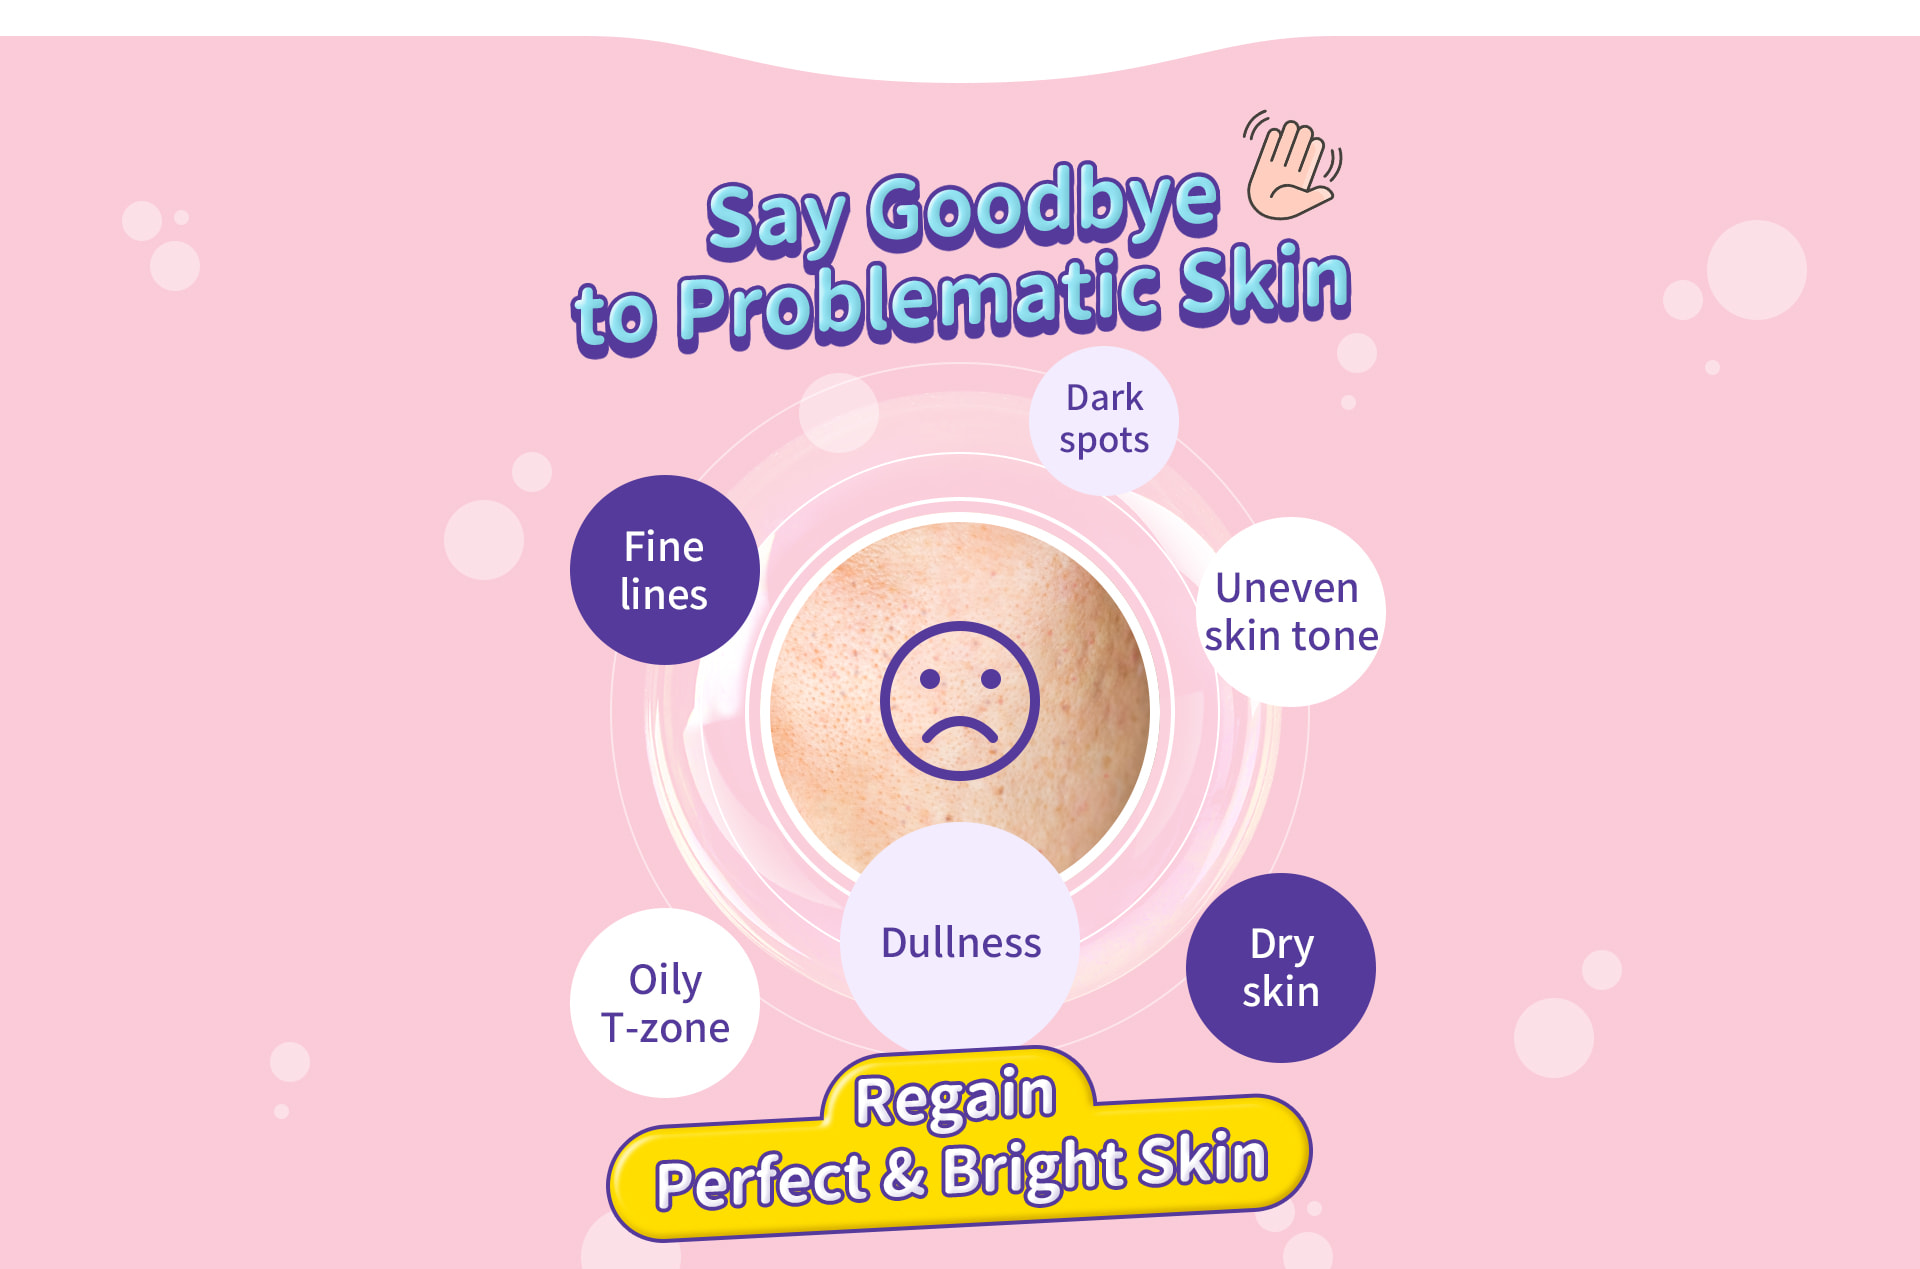 Say Goodbye
to Problematic Skin
Dark
spots
Fine
lines
Uneven
skin tone
Dullness
Oily
T-zone
Dry
skin
Regain
Perfect & Bright Skin